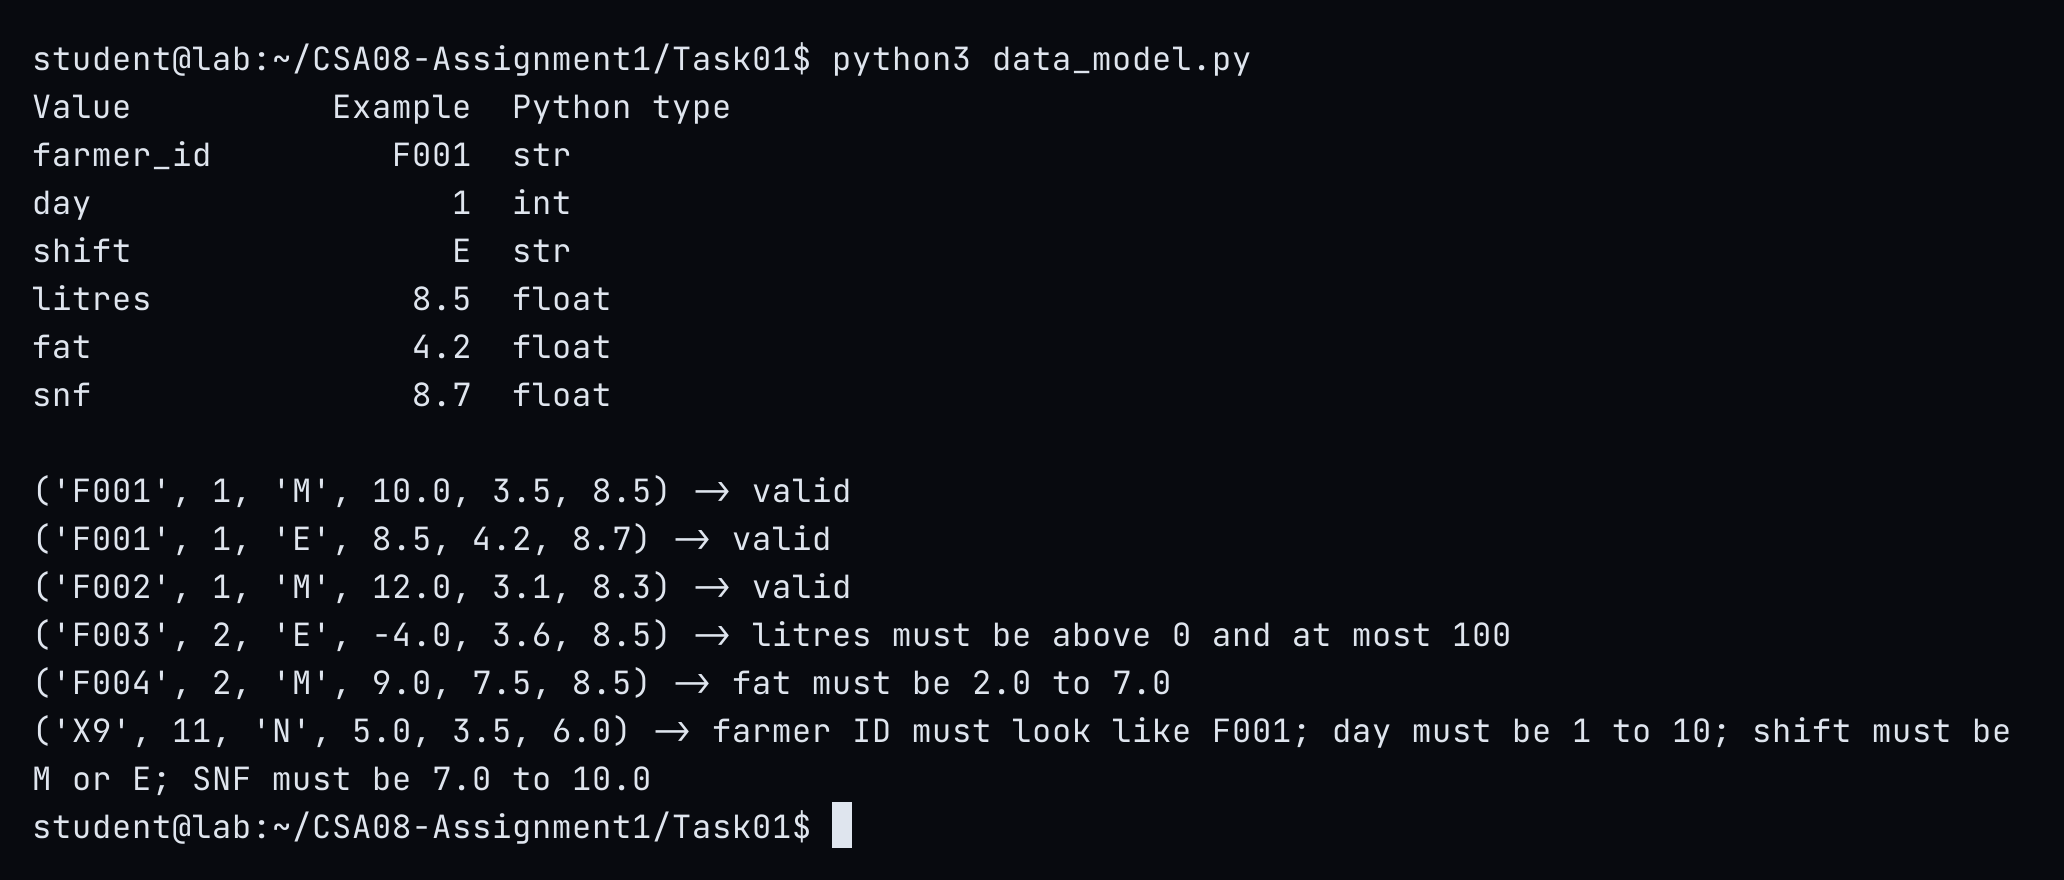 student@lab:~/CSA08-Assignment1/Task01$ python3 data_model.py
Value          Example  Python type
farmer_id         F001  str
day                  1  int
shift                E  str
litres             8.5  float
fat                4.2  float
snf                8.7  float

('F001', 1, 'M', 10.0, 3.5, 8.5) -> valid
('F001', 1, 'E', 8.5, 4.2, 8.7) -> valid
('F002', 1, 'M', 12.0, 3.1, 8.3) -> valid
('F003', 2, 'E', -4.0, 3.6, 8.5) -> litres must be above 0 and at most 100
('F004', 2, 'M', 9.0, 7.5, 8.5) -> fat must be 2.0 to 7.0
('X9', 11, 'N', 5.0, 3.5, 6.0) -> farmer ID must look like F001; day must be 1 to 10; shift must be
M or E; SNF must be 7.0 to 10.0
student@lab:~/CSA08-Assignment1/Task01$